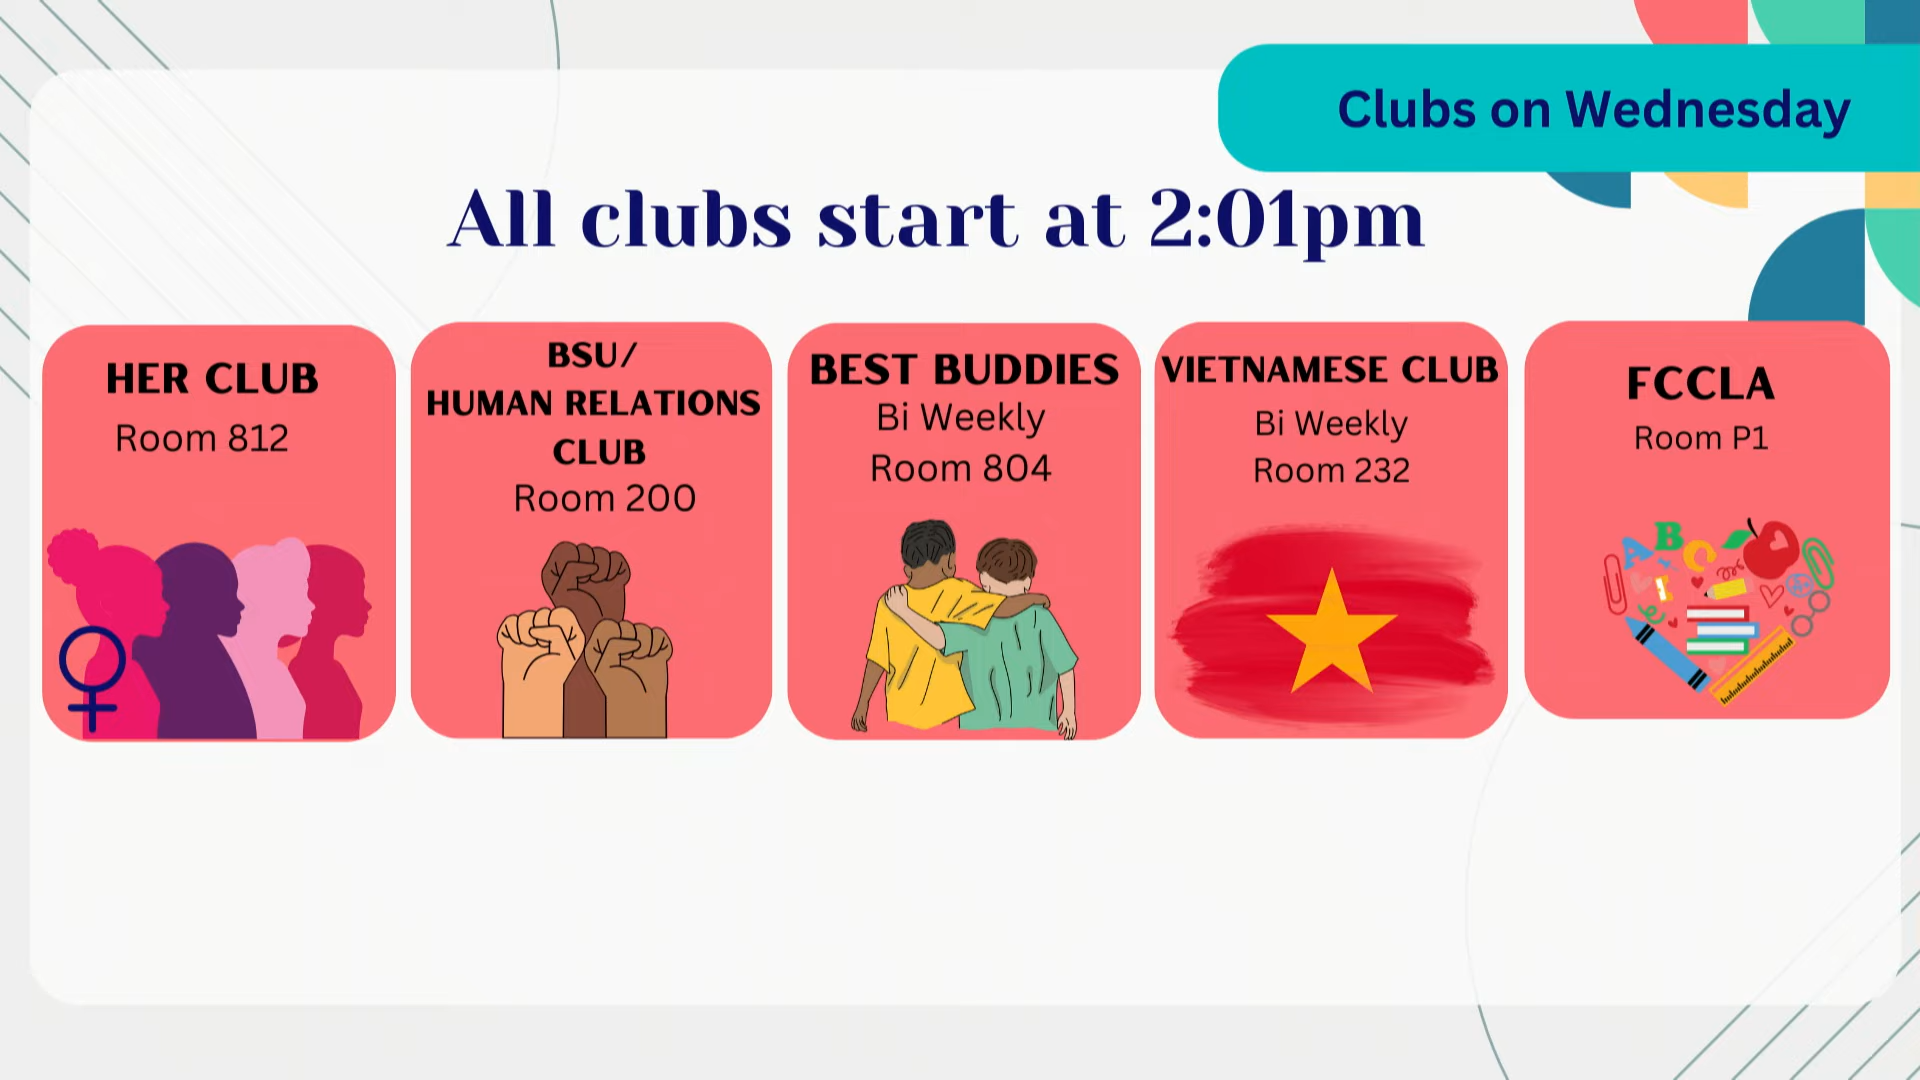 Clubs on Wednesday
All clubs start at 2:01pm
HER CLUB
Room 812
BSU/
HUMAN RELATIONS
CLUB
Room 200
BEST BUDDIES
Bi Weekly
Room 804
VIETNAMESE CLUB
Bi Weekly
Room 232
FCCLA
Room P1
A B C